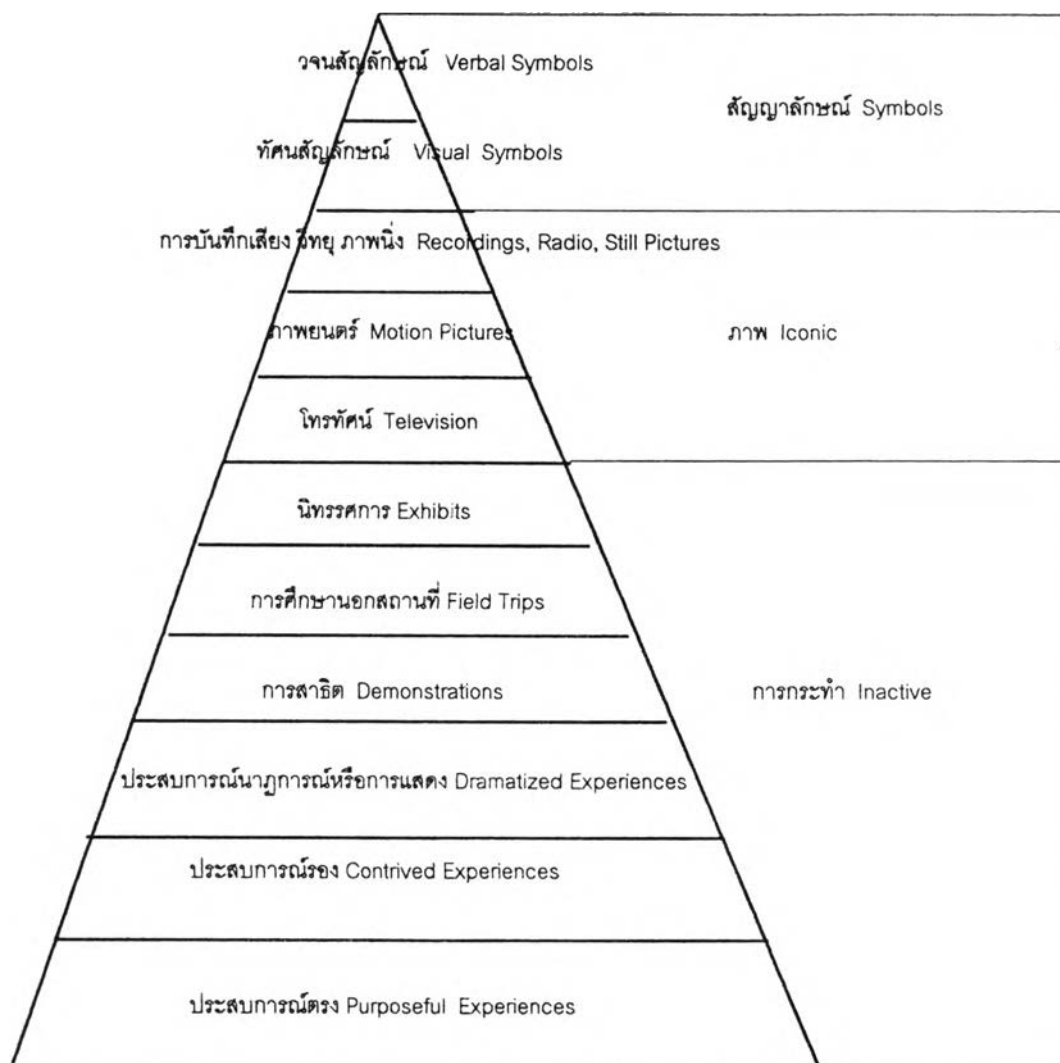 วจนสัญลักษณ์ Verbal Symbols
สัญญาลักษณ์ Symbols
ทัศนสัญลักษณ์ Visual Symbols
การบันทึกเสียง วิทยุ ภาพนิ่ง Recordings, Radio, Still Pictures
ภาพยนตร์ Motion Pictures
ภาพ Iconic
โทรทัศน์ Television
นิทรรศการ Exhibits
การศึกษานอกสถานที่ Field Trips
การสาธิต Demonstrations
การกระทำ Inactive
ประสบการณ์นาฏการณ์หรือการแสดง Dramatized Experiences
ประสบการณ์รอง Contrived Experiences
ประสบการณ์ตรง Purposeful Experiences